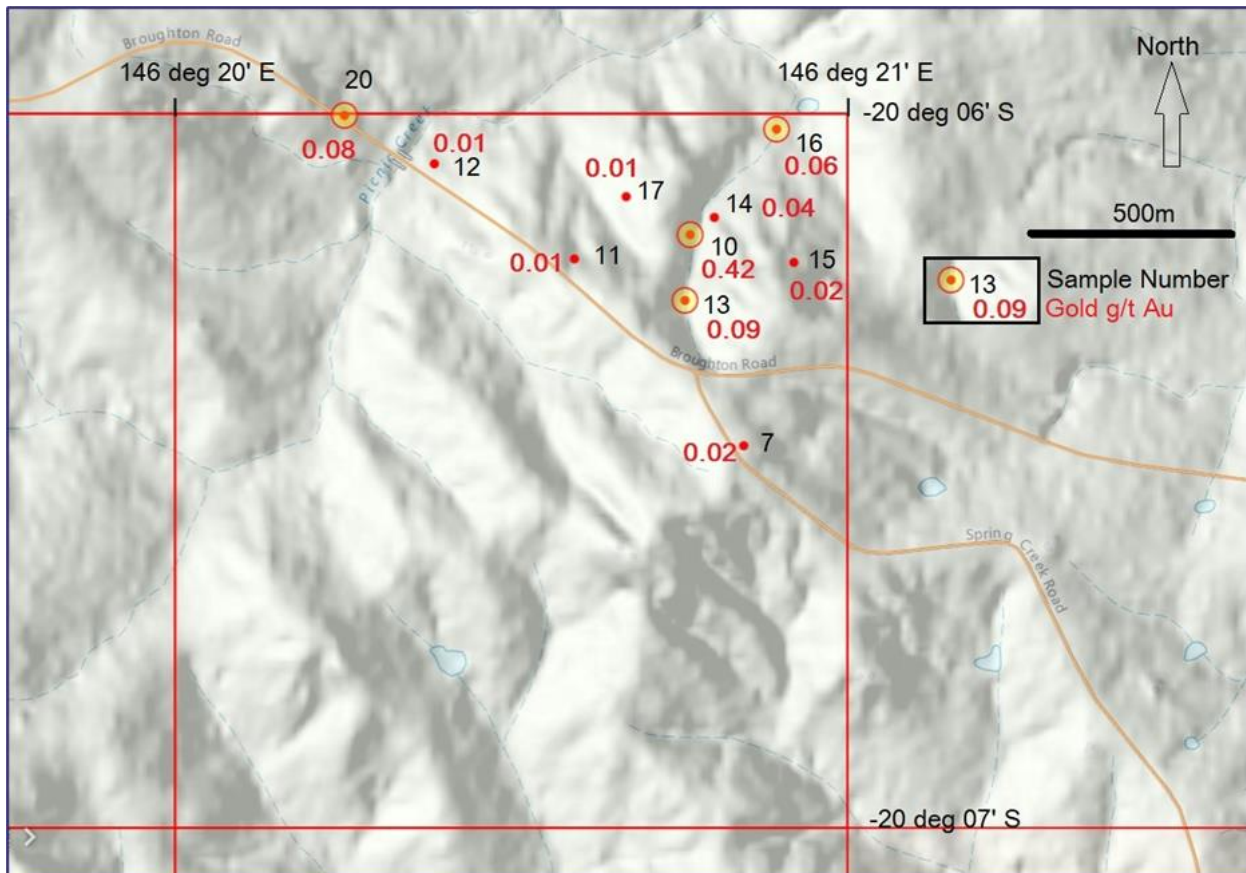 Broughton Road
146 deg 20' E
20
146 deg 21' E
North
-20 deg 06' S
0.08
Picnic Creek
0.01
12
0.01
17
16
0.06
14
0.04
10
0.42
15
0.02
0.01
11
13
0.09
500m
13
0.09
Sample Number
Gold g/t Au
Broughton Road
0.02
7
Spring Creek Road
-20 deg 07' S